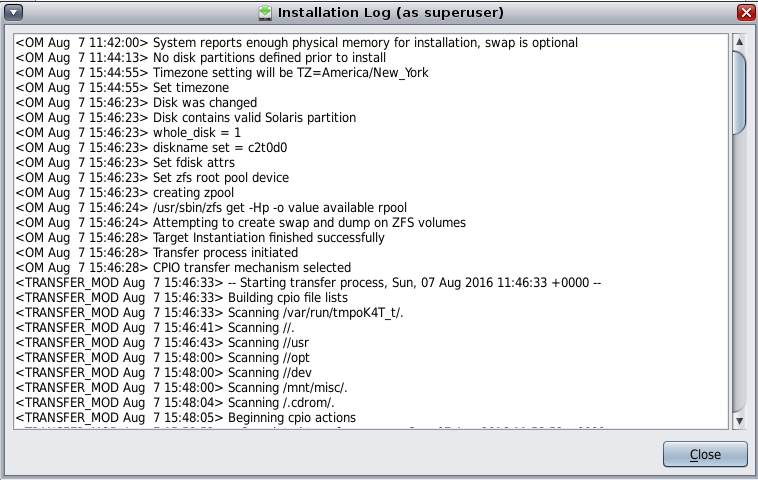 Installation Log (as superuser)
<OM Aug  7 11:42:00> System reports enough physical memory for installation, swap is optional
<OM Aug  7 11:44:13> No disk partitions defined prior to install
<OM Aug  7 15:44:55> Timezone setting will be TZ=America/New_York
<OM Aug  7 15:44:55> Set timezone
<OM Aug  7 15:46:23> Disk was changed
<OM Aug  7 15:46:23> Disk contains valid Solaris partition
<OM Aug  7 15:46:23> whole_disk = 1
<OM Aug  7 15:46:23> diskname set = c2t0d0
<OM Aug  7 15:46:23> Set fdisk attrs
<OM Aug  7 15:46:23> Set zfs root pool device
<OM Aug  7 15:46:23> creating zpool
<OM Aug  7 15:46:24> /usr/sbin/zfs get -Hp -o value available rpool
<OM Aug  7 15:46:24> Attempting to create swap and dump on ZFS volumes
<OM Aug  7 15:46:28> Target Instantiation finished successfully
<OM Aug  7 15:46:28> Transfer process initiated
<OM Aug  7 15:46:28> CPIO transfer mechanism selected
<TRANSFER_MOD Aug  7 15:46:33> -- Starting transfer process, Sun, 07 Aug 2016 11:46:33 +0000 --
<TRANSFER_MOD Aug  7 15:46:33> Building cpio file lists
<TRANSFER_MOD Aug  7 15:46:33> Scanning /var/run/tmpoK4T_t/.
<TRANSFER_MOD Aug  7 15:46:41> Scanning //.
<TRANSFER_MOD Aug  7 15:46:43> Scanning //usr
<TRANSFER_MOD Aug  7 15:48:00> Scanning //opt
<TRANSFER_MOD Aug  7 15:48:00> Scanning //dev
<TRANSFER_MOD Aug  7 15:48:00> Scanning /mnt/misc/.
<TRANSFER_MOD Aug  7 15:48:04> Scanning /.cdrom/.
<TRANSFER_MOD Aug  7 15:48:05> Beginning cpio actions
Close